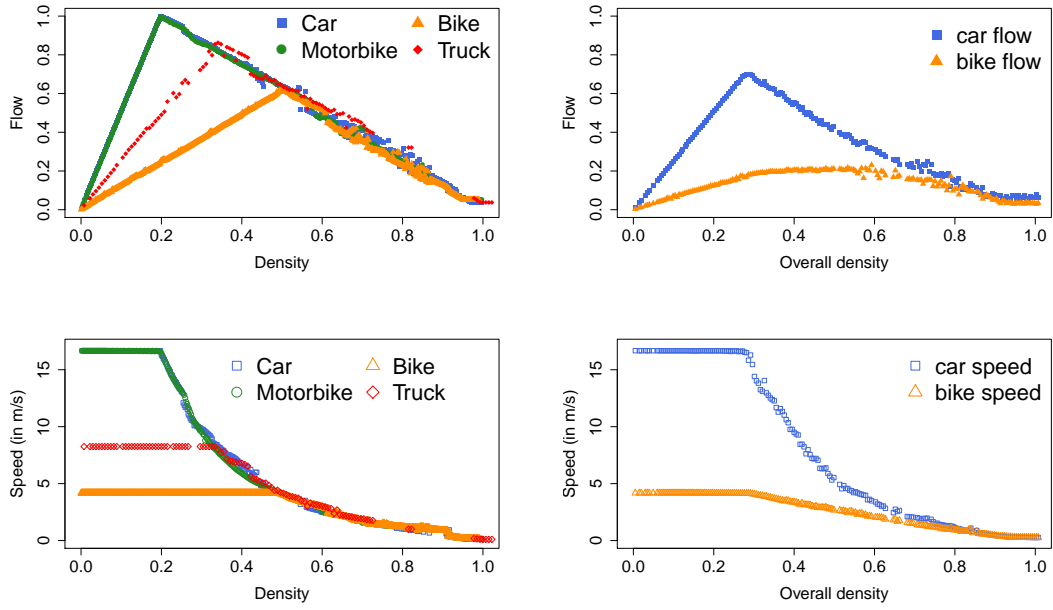 Car
Bike
Motorbike
Truck
Flow
0.0 0.2 0.4 0.6 0.8 1.0
0.0 0.2 0.4 0.6 0.8 1.0
Density
car flow
bike flow
Flow
0.0 0.2 0.4 0.6 0.8 1.0
0.0 0.2 0.4 0.6 0.8 1.0
Overall density
Car
Bike
Motorbike
Truck
Speed (in m/s)
0 5 10 15
0.0 0.2 0.4 0.6 0.8 1.0
Density
car speed
bike speed
Speed (in m/s)
0 5 10 15
0.0 0.2 0.4 0.6 0.8 1.0
Overall density